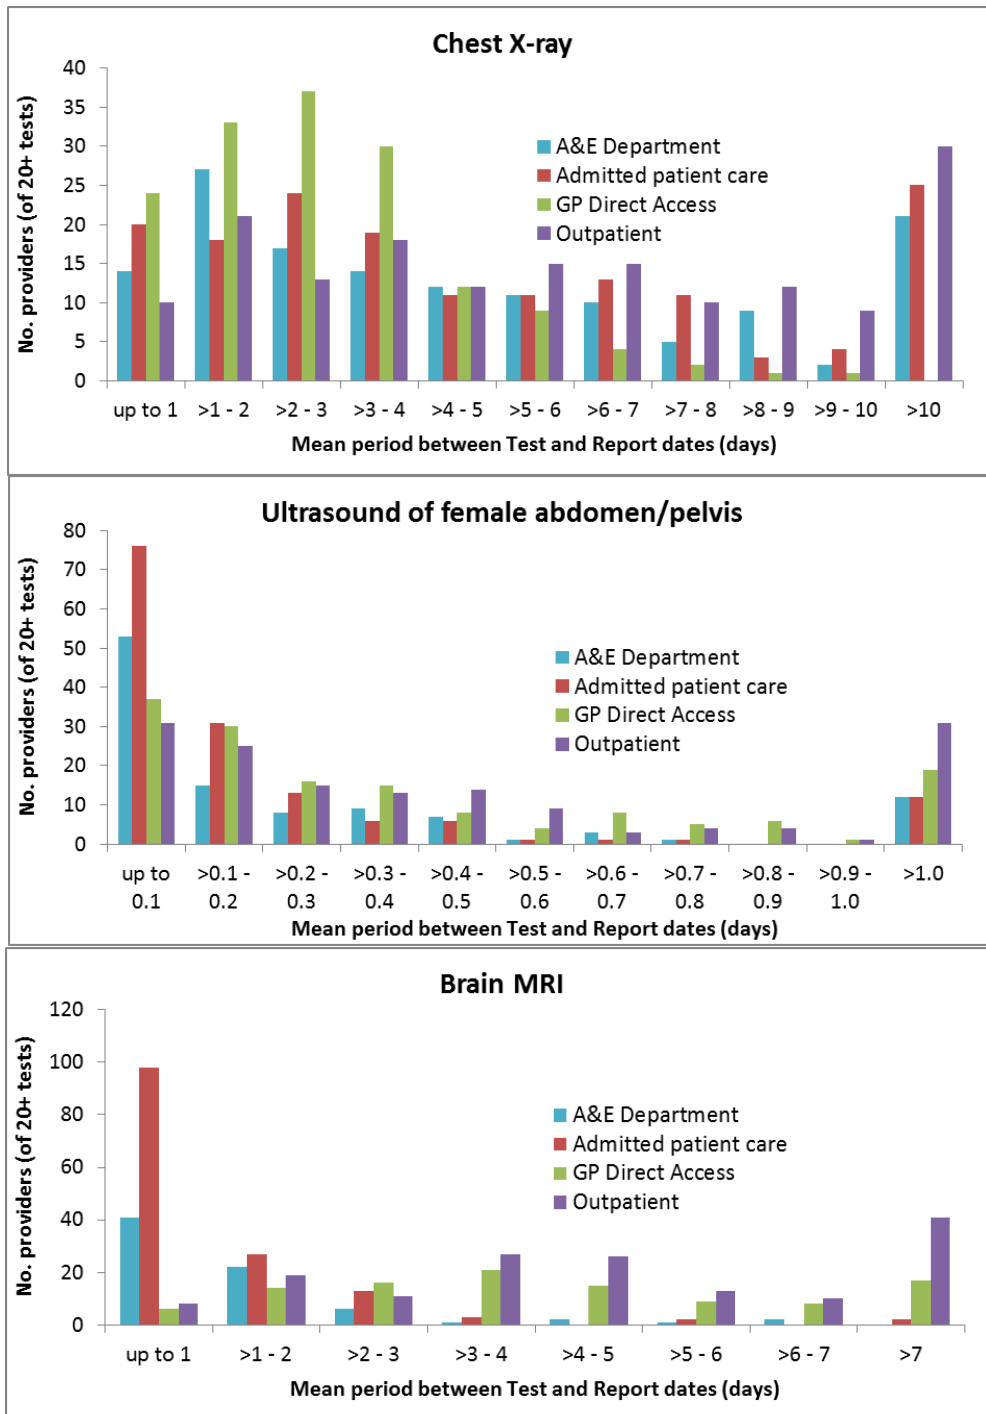 Chest X-ray
No. providers (of 20+ tests)
40
35
30
25
20
15
10
5
0
A&E Department
Admitted patient care
GP Direct Access
Outpatient
up to 1 >1 - 2 >2 - 3 >3 - 4 >4 - 5 >5 - 6 >6 - 7 >7 - 8 >8 - 9 >9 - 10 >10
Mean period between Test and Report dates (days)
Ultrasound of female abdomen/pelvis
No. providers (of 20+ tests)
80
70
60
50
40
30
20
10
0
A&E Department
Admitted patient care
GP Direct Access
Outpatient
up to >0.1 - >0.2 - >0.3 - >0.4 - >0.5 - >0.6 - >0.7 - >0.8 - >0.9 - >1.0
0.1 0.2 0.3 0.4 0.5 0.6 0.7 0.8 0.9 1.0
Mean period between Test and Report dates (days)
Brain MRI
No. providers (of 20+ tests)
120
100
80
60
40
20
0
A&E Department
Admitted patient care
GP Direct Access
Outpatient
up to 1 >1 - 2 >2 - 3 >3 - 4 >4 - 5 >5 - 6 >6 - 7 >7
Mean period between Test and Report dates (days)